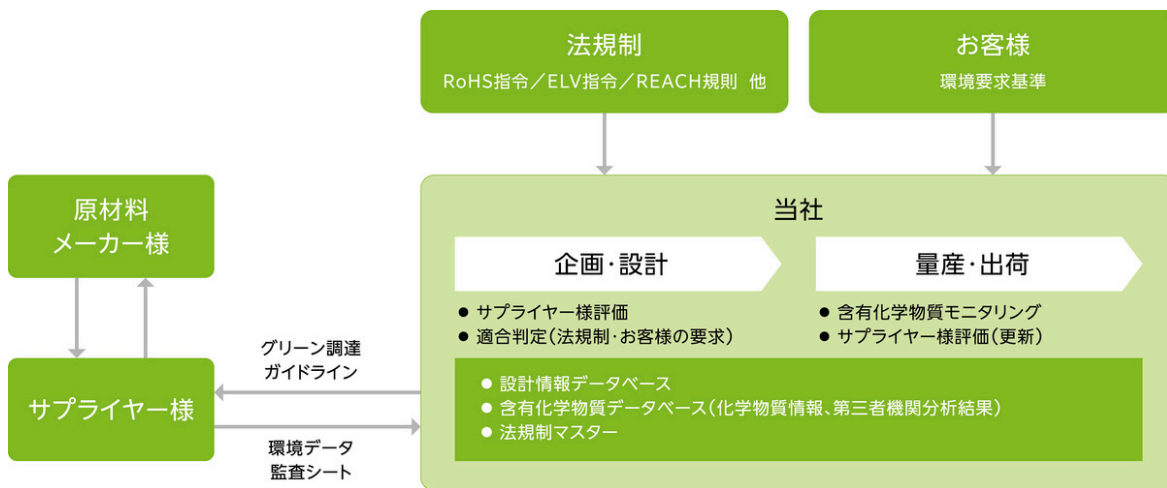 法規制
RoHS指令／ELV指令／REACH規則 他
お客様
環境要求基準
原材料
メーカー様
サプライヤー様
グリーン調達
ガイドライン
環境データ
監査シート
当社
企画・設計
● サプライヤー様評価
● 適合判定（法規制・お客様の要求）
量産・出荷
● 含有化学物質モニタリング
● サプライヤー様評価（更新）
● 設計情報データベース
● 含有化学物質データベース（化学物質情報、第三者機関分析結果）
● 法規制マスター